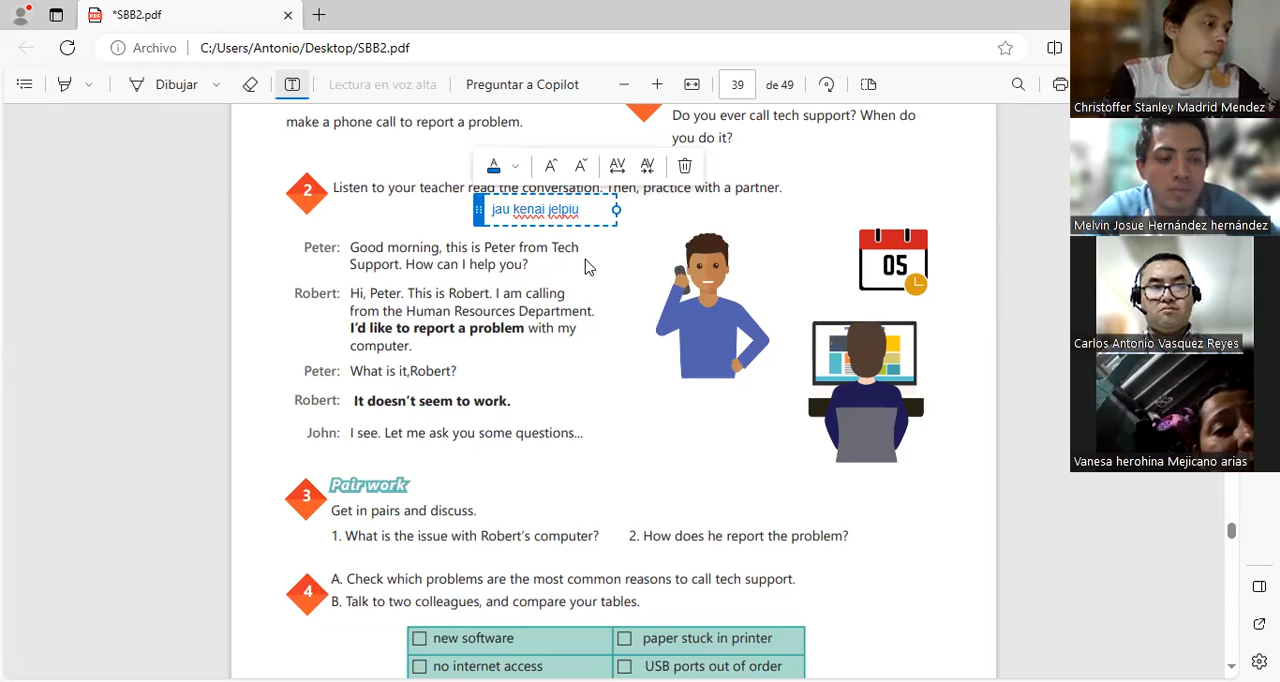 *SBB2.pdf
Archivo
C:/Users/Antonio/Desktop/SBB2.pdf
Dibujar
Lectura en voz alta
Preguntar a Copilot
39
de 49
make a phone call to report a problem.
Do you ever call tech support? When do
you do it?
2
Listen to your teacher read the conversation. Then, practice with a partner.
jau kenai jelpiu
Peter: Good morning, this is Peter from Tech
Support. How can I help you?
Robert: Hi, Peter. This is Robert. I am calling
from the Human Resources Department.
I'd like to report a problem with my
computer.
Peter: What is it,Robert?
Robert: It doesn't seem to work.
John: I see. Let me ask you some questions...
05
3
Pair work
Get in pairs and discuss.
1. What is the issue with Robert's computer?
2. How does he report the problem?
4
A. Check which problems are the most common reasons to call tech support.
B. Talk to two colleagues, and compare your tables.
new software
paper stuck in printer
no internet access
USB ports out of order
Christoffer Stanley Madrid Mendez
Melvin Josue Hernández hernández
Carlos Antonio Vasquez Reyes
Vanesa herohina Mejicano arias